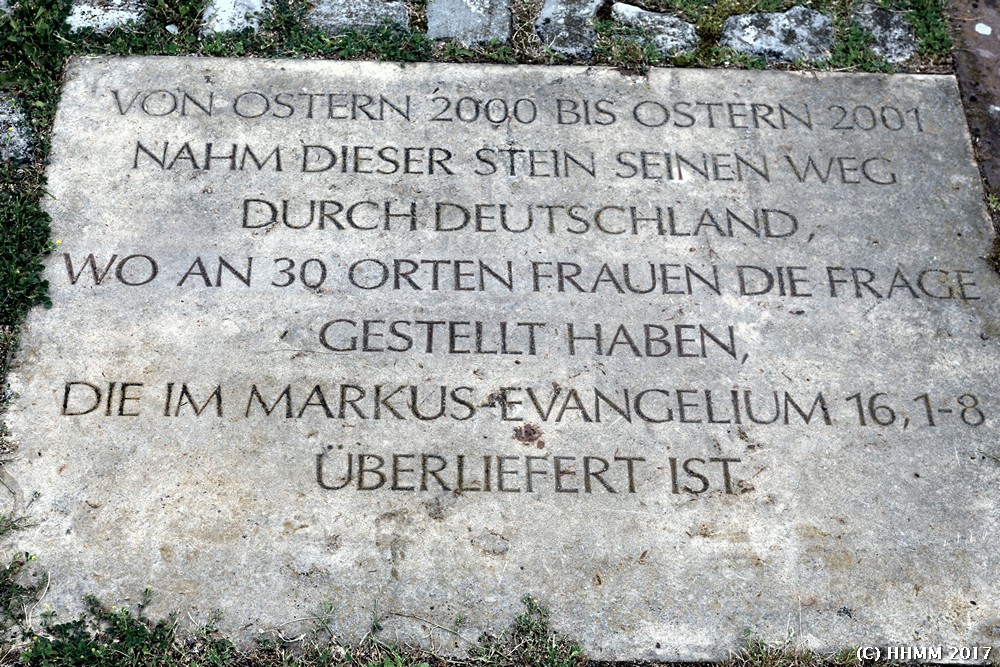 VON OSTERN 2000 BIS OSTERN 2001
NAHM DIESER STEIN SEINEN WEG
DURCH DEUTSCHLAND,
WO AN 30 ORTEN FRAUEN DIE FRAGE
GESTELLT HABEN,
DIE IM MARKUS-EVANGELIUM 16,1-8
ÜBERLIEFERT IST.
(C) HHMM 2017